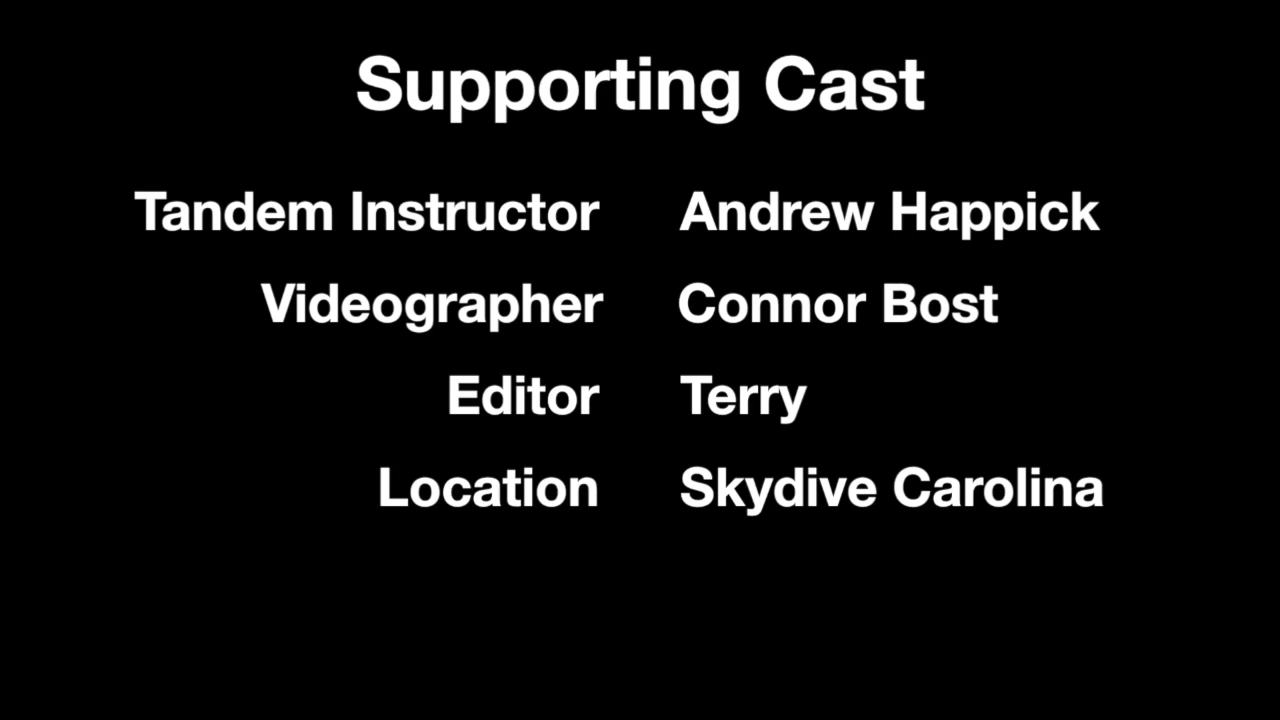 Supporting Cast
Tandem Instructor Andrew Happick
Videographer Connor Bost
Editor Terry
Location Skydive Carolina